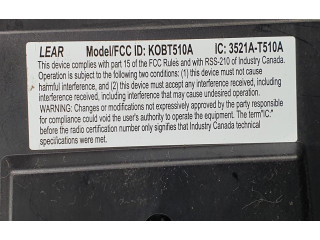 LEAR Model/FCC ID: KOBT510A IC: 3521A-T510A
This device complies with part 15 of the FCC Rules and with RSS-210 of Industry Canada.
Operation is subject to the following two conditions: (1) this device must not cause
harmful interference, and (2) this device must accept any interference received,
interference received, including interference that may cause undesired operation.
WARNING: Changes or modifications not expressely approved by the party responsible
for compliance could void the user's authority to operate the equipment. The term"IC."
before the radio certification number only signifies that Industry Canada technical
specifications were met.